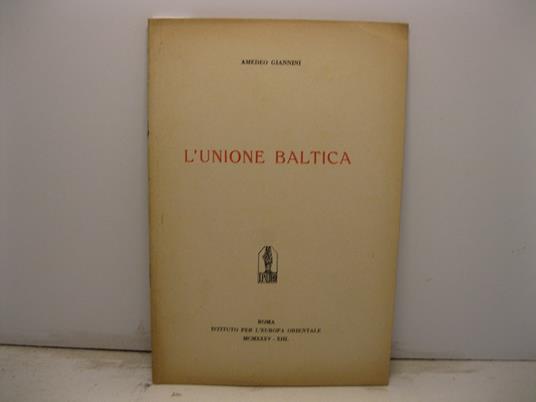 AMEDEO GIANNINI
L'UNIONE BALTICA
ROMA
ISTITUTO PER L'EUROPA ORIENTALE
MCMXXXV - XIII